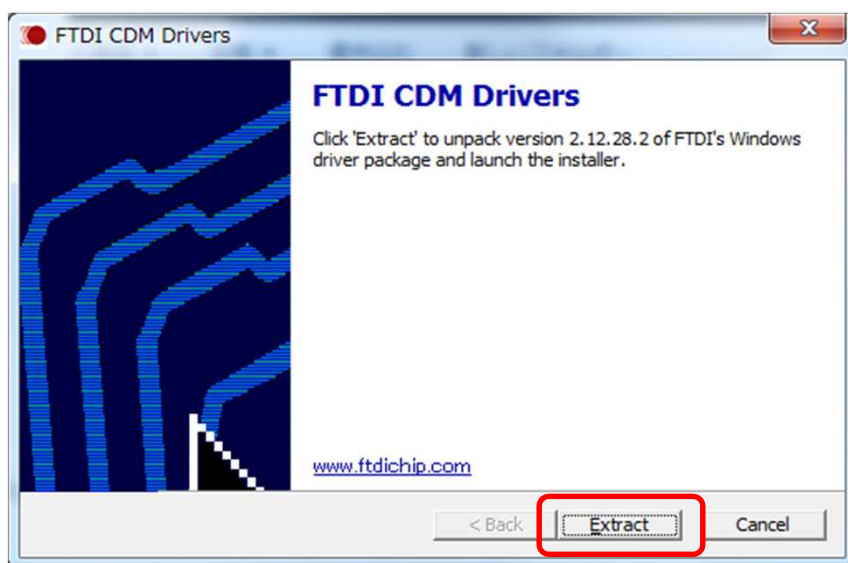 FTDI CDM Drivers
FTDI CDM Drivers
Click 'Extract' to unpack version 2.12.28.2 of FTDI's Windows
driver package and launch the installer.
www.ftdichip.com
< Back Extract Cancel